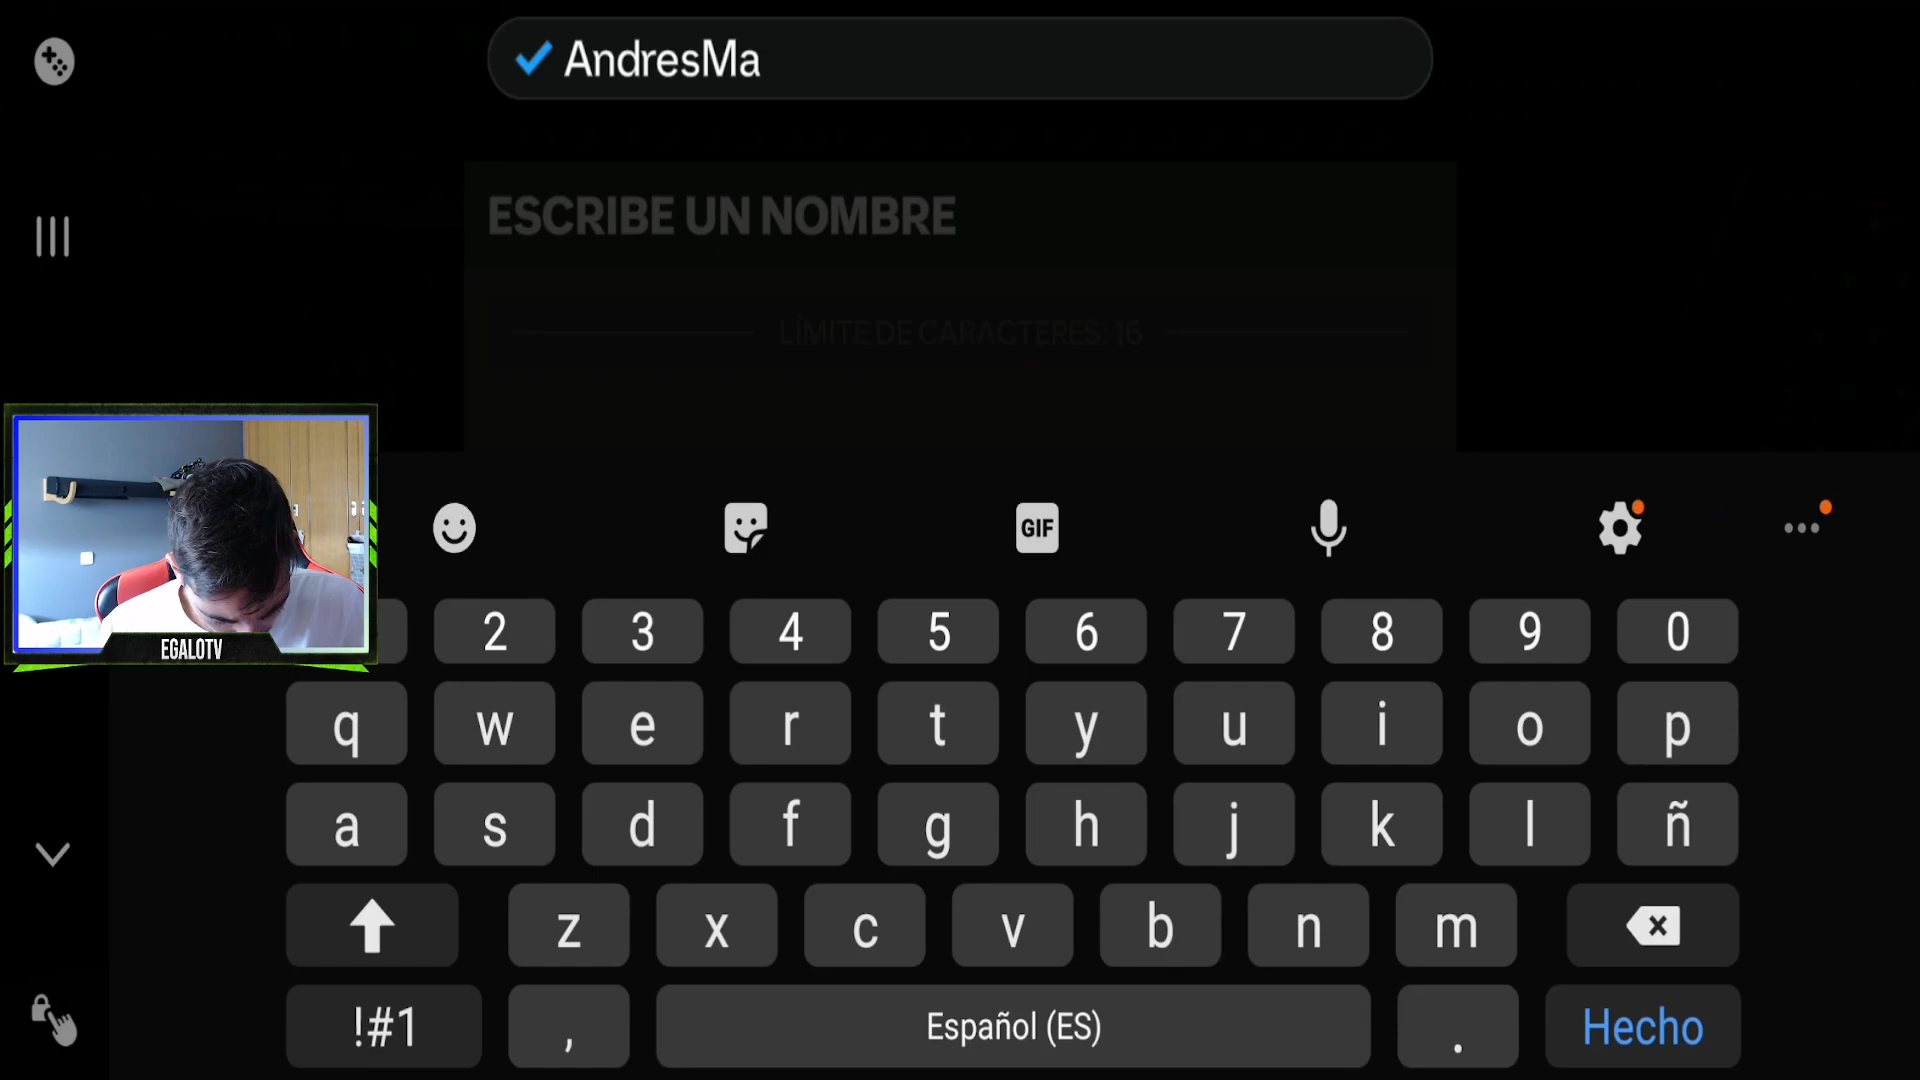 AndresMa
ESCRIBE UN NOMBRE
LÍMITE DE CARACTERES: 16
EGALOTV
GIF
2 3 4 5 6 7 8 9 0
q w e r t y u i o p
a s d f g h j k l ñ
z x c v b n m
!#1 , Español (ES) . Hecho